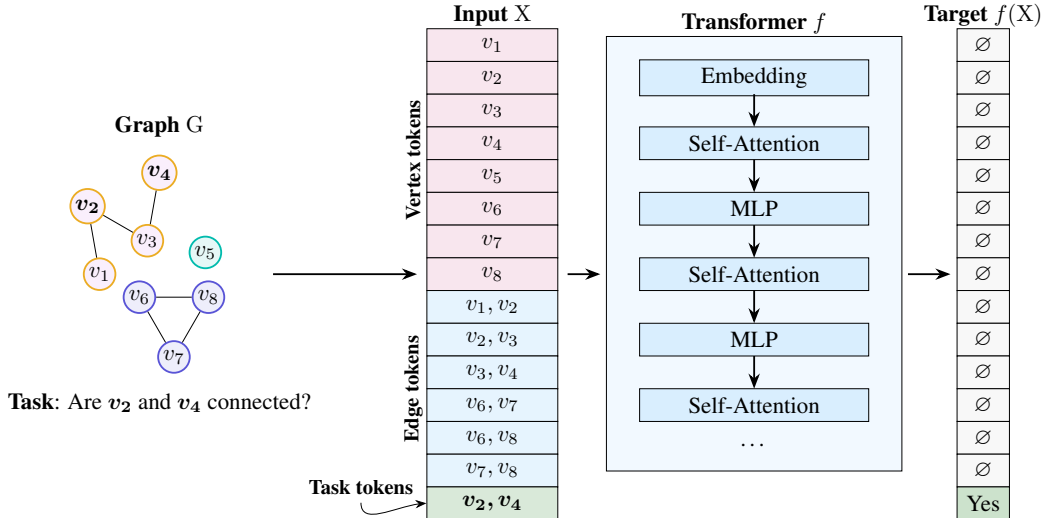 Graph G
v₄
v₂
v₃
v₁
v₅
v₆
v₈
v₇
Task: Are v₂ and v₄ connected?
Input X
Vertex tokens
v₁
v₂
v₃
v₄
v₅
v₆
v₇
v₈
Edge tokens
v₁, v₂
v₂, v₃
v₃, v₄
v₆, v₇
v₆, v₈
v₇, v₈
Task tokens
v₂, v₄
Transformer f
Embedding
Self-Attention
MLP
Self-Attention
MLP
Self-Attention
...
Target f(X)
∅
∅
∅
∅
∅
∅
∅
∅
∅
∅
∅
∅
∅
∅
Yes